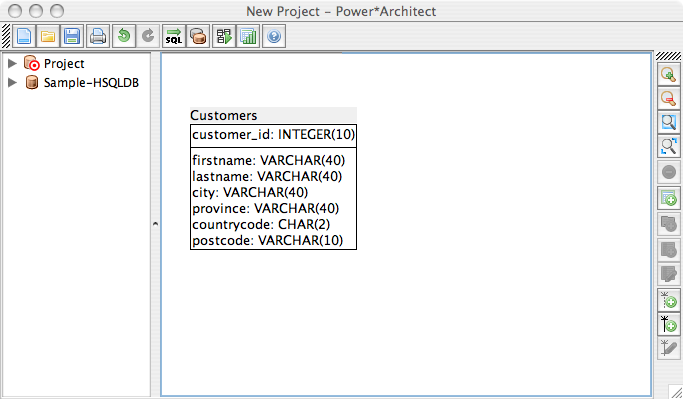 New Project – Power*Architect
SQL
Project
Sample-HSQLDB
Customers
customer_id: INTEGER(10)
firstname: VARCHAR(40)
lastname: VARCHAR(40)
city: VARCHAR(40)
province: VARCHAR(40)
countrycode: CHAR(2)
postcode: VARCHAR(10)